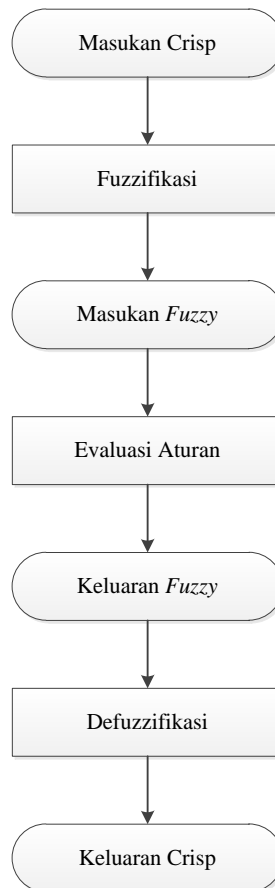 Masukan Crisp
Fuzzifikasi
Masukan Fuzzy
Evaluasi Aturan
Keluaran Fuzzy
Defuzzifikasi
Keluaran Crisp